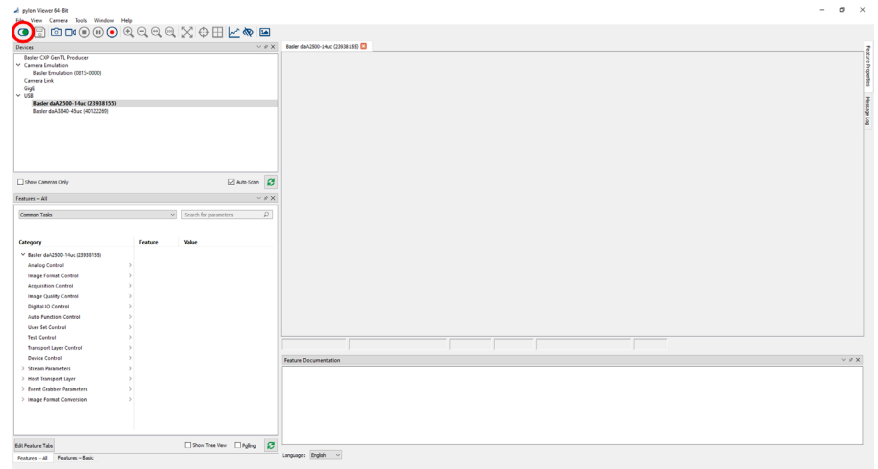 pylon Viewer 64-Bit
File View Camera Tools Window Help
Devices
Basler CXP GenTL Producer
Camera Emulation
Basler Emulation (0815-0000)
Camera Link
GigE
USB
Basler daA2500-14uc (23938155)
Basler daA3840-45uc (40122269)
Show Cameras Only
Auto-Scan
Features - All
Common Tasks
Search for parameters
Category Feature Value
Basler daA2500-14uc (23938155)
Analog Control
Image Format Control
Acquisition Control
Image Quality Control
Digital IO Control
Auto Function Control
User Set Control
Test Control
Transport Layer Control
Device Control
Stream Parameters
Host Transport Layer
Event Grabber Parameters
Image Format Conversion
Edit Feature Tabs
Show Tree View
Polling
Features - All Features - Basic
Basler daA2500-14uc (23938155)
Feature Documentation
Language: English
Feature Properties
Message Log